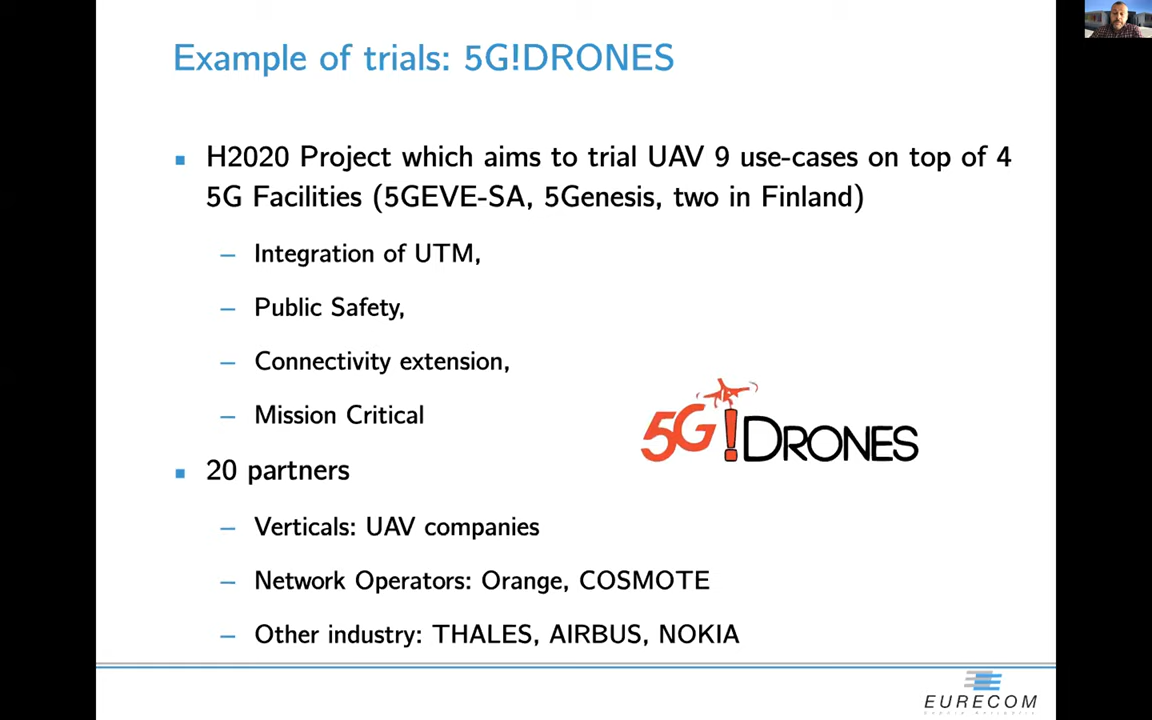 Example of trials: 5G!DRONES
▪ H2020 Project which aims to trial UAV 9 use-cases on top of 4
5G Facilities (5GEVE-SA, 5Genesis, two in Finland)
– Integration of UTM,
– Public Safety,
– Connectivity extension,
– Mission Critical
5G!DRONES
▪ 20 partners
– Verticals: UAV companies
– Network Operators: Orange, COSMOTE
– Other industry: THALES, AIRBUS, NOKIA
EURECOM